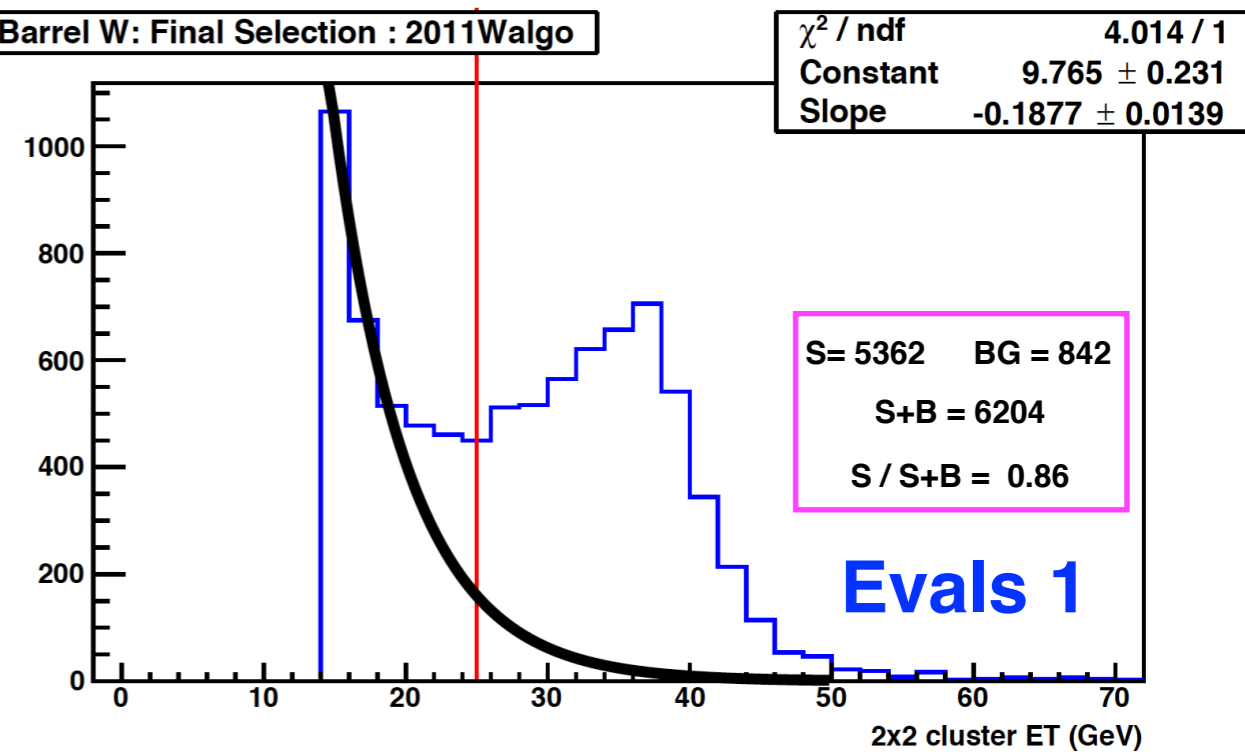 Barrel W: Final Selection : 2011Walgo
χ² / ndf 4.014 / 1
Constant 9.765 ± 0.231
Slope -0.1877 ± 0.0139
1000
800
600
400
200
0
S= 5362 BG = 842
S+B = 6204
S / S+B = 0.86
Evals 1
0 10 20 30 40 50 60 70
2x2 cluster ET (GeV)